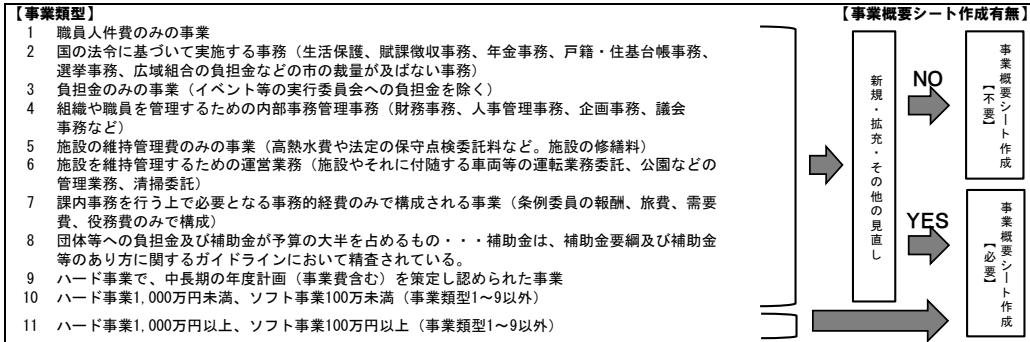 【事業類型】
【事業概要シート作成有無】
1 職員人件費のみの事業
2 国の法令に基づいて実施する事務（生活保護、賦課徴収事務、年金事務、戸籍・住基台帳事務、
選挙事務、広域組合の負担金などの市の裁量が及ばない事務）
3 負担金のみの事業（イベント等の実行委員会への負担金を除く）
4 組織や職員を管理するための内部事務管理事務（財務事務、人事管理事務、企画事務、議会
事務など）
5 施設の維持管理費のみの事業（高熱水費や法定の保守点検委託料など。施設の修繕料）
6 施設を維持管理するための運営業務（施設やそれに付随する車両等の運転業務委託、公園などの
管理業務、清掃委託）
7 課内事務を行う上で必要となる事務的経費のみで構成される事業（条例委員の報酬、旅費、需要
費、役務費のみで構成）
8 団体等への負担金及び補助金が予算の大半を占めるもの・・・補助金は、補助金要綱及び補助金
等のあり方に関するガイドラインにおいて精査されている。
9 ハード事業で、中長期の年度計画（事業費含む）を策定し認められた事業
10 ハード事業1,000万円未満、ソフト事業100万未満（事業類型1～9以外）
11 ハード事業1,000万円以上、ソフト事業100万円以上（事業類型1～9以外）
新規・拡充・その他の見直し
NO
事業概要シート作成
【不要】
YES
事業概要シート作成
【必要】